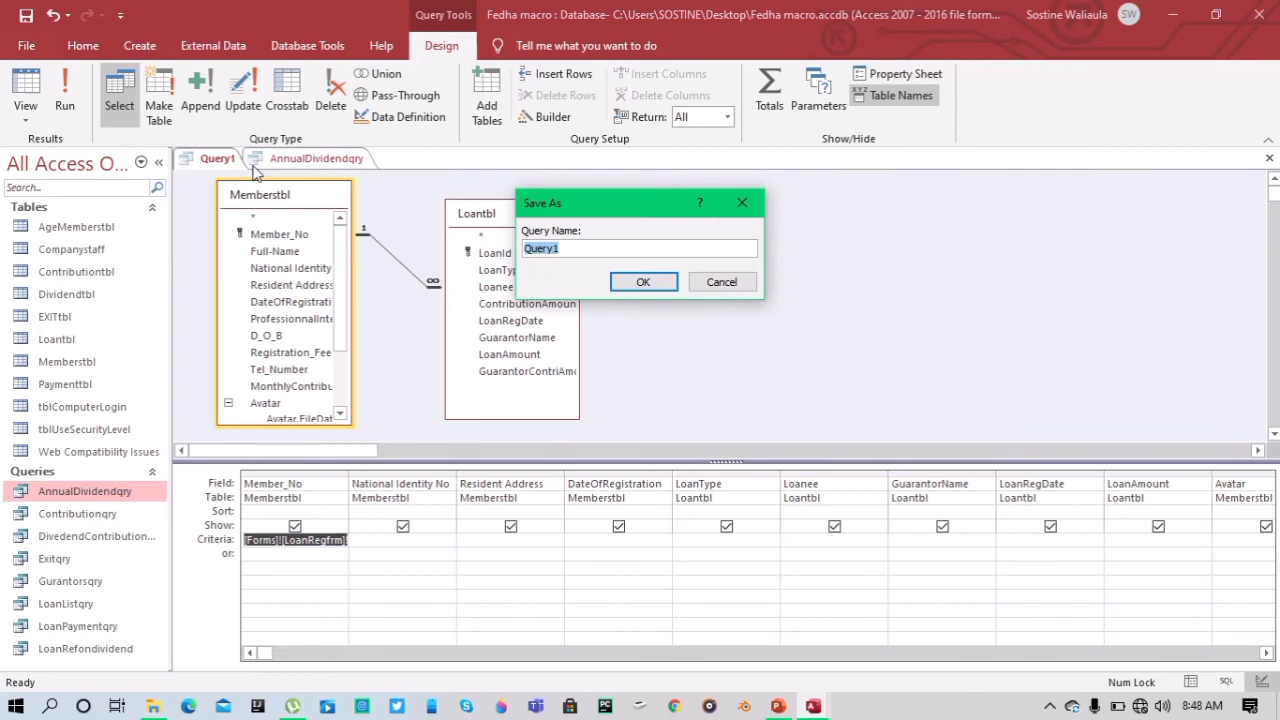 Query Tools
Fedha macro : Database- C:\Users\SOSTINE\Desktop\Fedha macro.accdb (Access 2007 - 2016 file form...
Sostine Waliaula
SW
File
Home
Create
External Data
Database Tools
Help
Design
Tell me what you want to do
View
Run
Select
Make Table
Append
Update
Crosstab
Delete
Union
Pass-Through
Data Definition
Add Tables
Insert Rows
Delete Rows
Builder
Insert Columns
Delete Columns
Return: All
Totals
Parameters
Property Sheet
XYZ Table Names
Results
Query Type
Query Setup
Show/Hide
All Access O...
Search...
Tables
AgeMemberstbl
Companystaff
Contributiontbl
Dividendtbl
EXITtbl
Loantbl
Memberstbl
Paymenttbl
tblComputerLogin
tblUseSecurityLevel
Web Compatibility Issues
Queries
AnnualDividendqry
Contributionqry
DivedendContribution...
Exitqry
Gurantorsqry
LoanListqry
LoanPaymentqry
LoanRefondividend
Query1
AnnualDividendqry
Memberstbl
*
Member_No
Full-Name
National Identity
Resident Address
DateOfRegistrati
ProfessionnalInte
D_O_B
Registration_Fee
Tel_Number
MonthlyContribu
Avatar
Avatar.FileDat
1
∞
Loantbl
*
LoanId
LoanTyp
Loanee
ContributionAmoun
LoanRegDate
GuarantorName
LoanAmount
GuarantorContriAm
Save As
?
Query Name:
Query1
OK
Cancel
Field: Member_No National Identity No Resident Address DateOfRegistration LoanType Loanee GuarantorName LoanRegDate LoanAmount Avatar
Table: Memberstbl Memberstbl Memberstbl Memberstbl Loantbl Loantbl Loantbl Loantbl Loantbl Memberstbl
Sort:
Show:
Criteria: [Forms]![LoanRegfrm]!
or:
Ready
Num Lock
SQL
8:48 AM